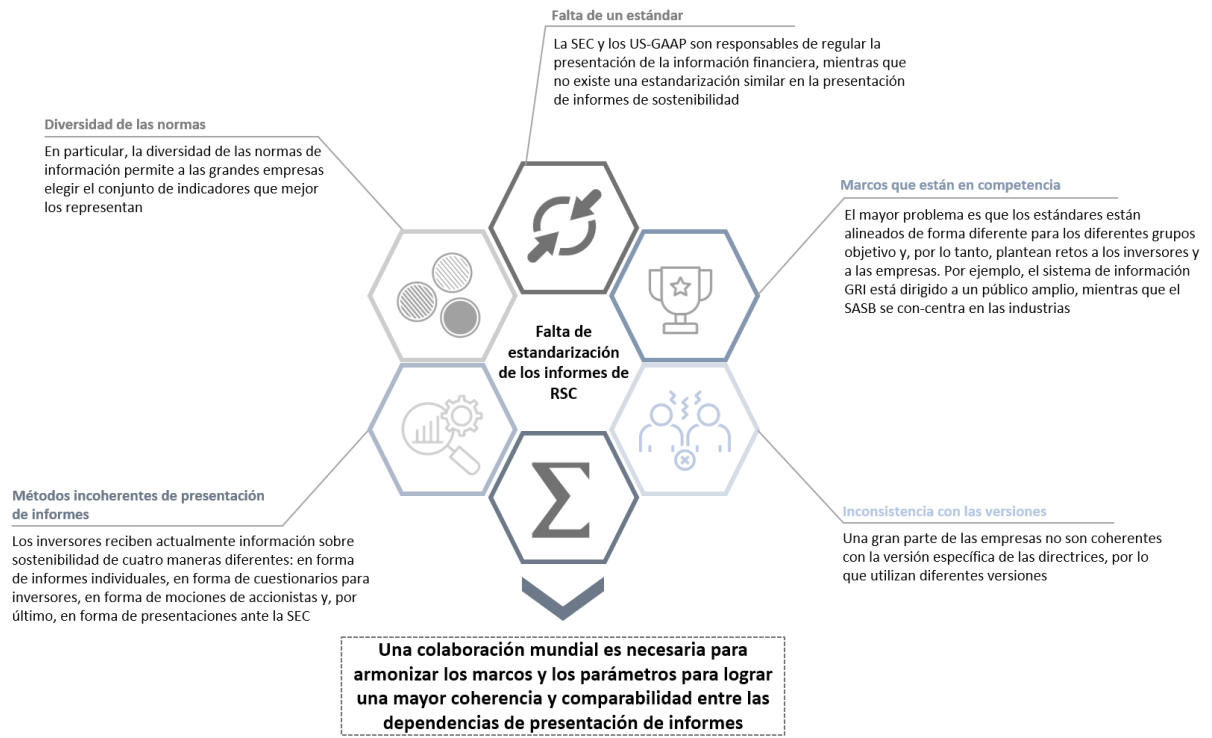 Falta de un estándar
La SEC y los US-GAAP son responsables de regular la
presentación de la información financiera, mientras que
no existe una estandarización similar en la presentación
de informes de sostenibilidad
Diversidad de las normas
En particular, la diversidad de las normas de
información permite a las grandes empresas
elegir el conjunto de indicadores que mejor
los representan
Marcos que están en competencia
El mayor problema es que los estándares están
alineados de forma diferente para los diferentes grupos
objetivo y, por lo tanto, plantean retos a los inversores y
a las empresas. Por ejemplo, el sistema de información
GRI está dirigido a un público amplio, mientras que el
SASB se con-centra en las industrias
Falta de
estandarización
de los informes de
RSC
Métodos incoherentes de presentación
de informes
Los inversores reciben actualmente información sobre
sostenibilidad de cuatro maneras diferentes: en forma
de informes individuales, en forma de cuestionarios para
inversores, en forma de mociones de accionistas y, por
último, en forma de presentaciones ante la SEC
Inconsistencia con las versiones
Una gran parte de las empresas no son coherentes
con la versión específica de las directrices, por lo
que utilizan diferentes versiones
Σ
Una colaboración mundial es necesaria para
armonizar los marcos y los parámetros para lograr
una mayor coherencia y comparabilidad entre las
dependencias de presentación de informes